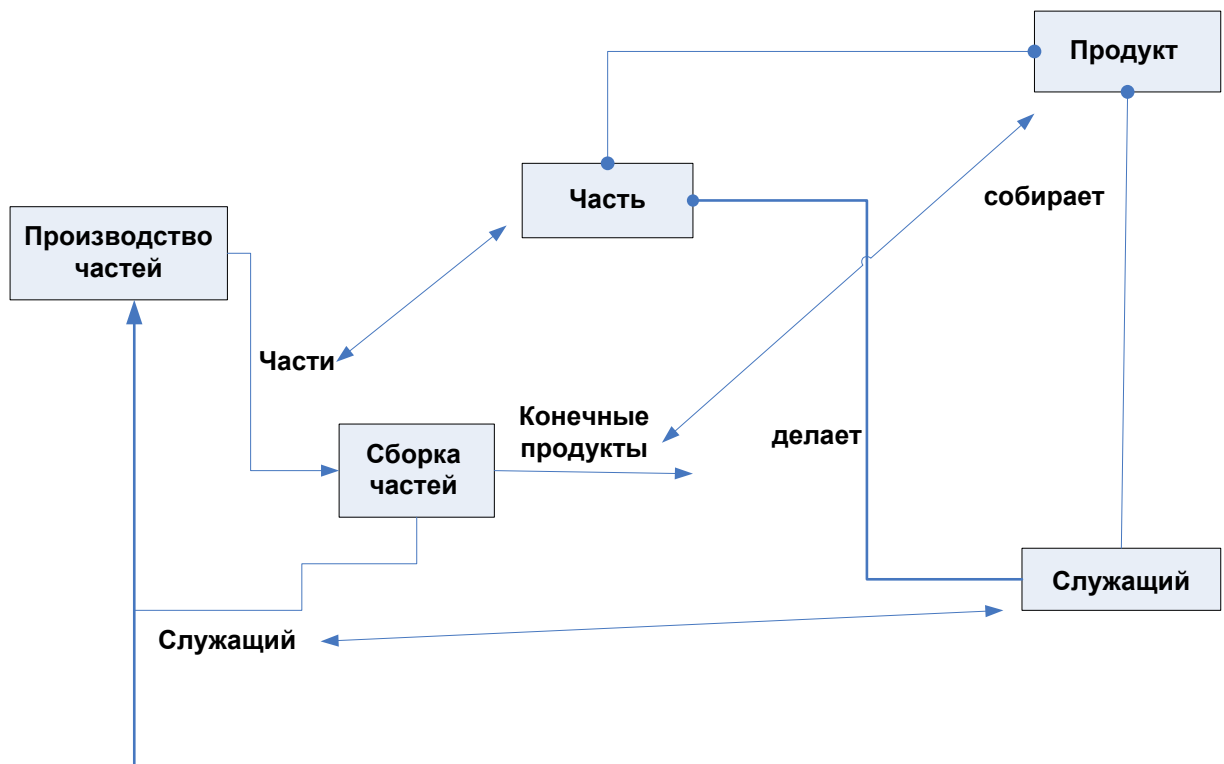 Продукт
Часть
собирает
Производство
частей
Части
Конечные
продукты
делает
Сборка
частей
Служащий
Служащий